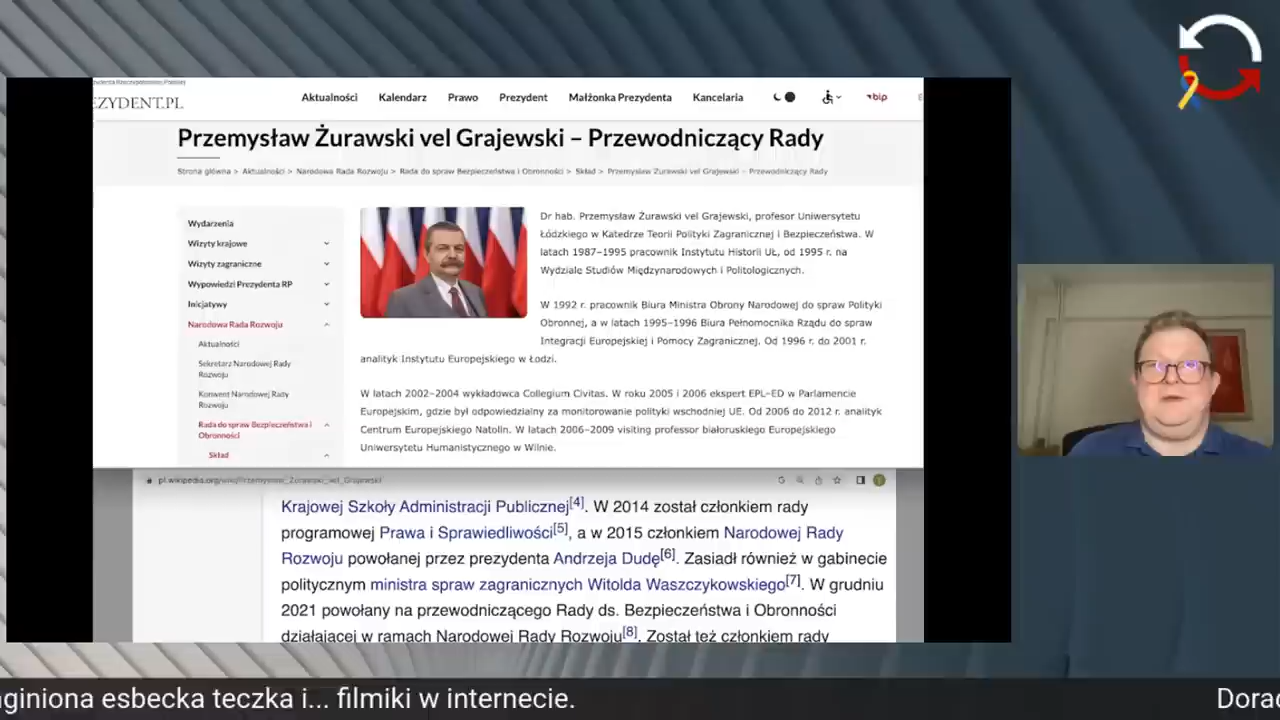 EZYDENT.PL
Aktualności Kalendarz Prawo Prezydent Małżonka Prezydenta Kancelaria bip
Przemysław Żurawski vel Grajewski – Przewodniczący Rady
Strona główna > Aktualności > Narodowa Rada Rozwoju > Rada do spraw Bezpieczeństwa i Obronności > Skład > Przemysław Żurawski vel Grajewski – Przewodniczący Rady
Wydarzenia
Wizyty krajowe
Wizyty zagraniczne
Wypowiedzi Prezydenta RP
Inicjatywy
Narodowa Rada Rozwoju
Aktualności
Sekretarz Narodowej Rady
Rozwoju
Konwent Narodowej Rady
Rozwoju
Rada do spraw Bezpieczeństwa i
Obronności
Skład
Dr hab. Przemysław Żurawski vel Grajewski, profesor Uniwersytetu
Łódzkiego w Katedrze Teorii Polityki Zagranicznej i Bezpieczeństwa. W
latach 1987–1995 pracownik Instytutu Historii UŁ, od 1995 r. na
Wydziale Studiów Międzynarodowych i Politologicznych.
W 1992 r. pracownik Biura Ministra Obrony Narodowej do spraw Polityki
Obronnej, a w latach 1995–1996 Biura Pełnomocnika Rządu do spraw
Integracji Europejskiej i Pomocy Zagranicznej. Od 1996 r. do 2001 r.
analityk Instytutu Europejskiego w Łodzi.
W latach 2002–2004 wykładowca Collegium Civitas. W roku 2005 i 2006 ekspert EPL–ED w Parlamencie
Europejskim, gdzie był odpowiedzialny za monitorowanie polityki wschodniej UE. Od 2006 do 2012 r. analityk
Centrum Europejskiego Natolin. W latach 2006–2009 visiting professor białoruskiego Europejskiego
Uniwersytetu Humanistycznego w Wilnie.
pl.wikipedia.org/wiki/Przemysław_Żurawski_vel_Grajewski
Krajowej Szkoły Administracji Publicznej[4]. W 2014 został członkiem rady
programowej Prawa i Sprawiedliwości[5], a w 2015 członkiem Narodowej Rady
Rozwoju powołanej przez prezydenta Andrzeja Dudę[6]. Zasiadł również w gabinecie
politycznym ministra spraw zagranicznych Witolda Waszczykowskiego[7]. W grudniu
2021 powołany na przewodniczącego Rady ds. Bezpieczeństwa i Obronności
działającej w ramach Narodowej Rady Rozwoju[8]. Został też członkiem rady
aginiona esbecka teczka i... filmiki w internecie. Dorad